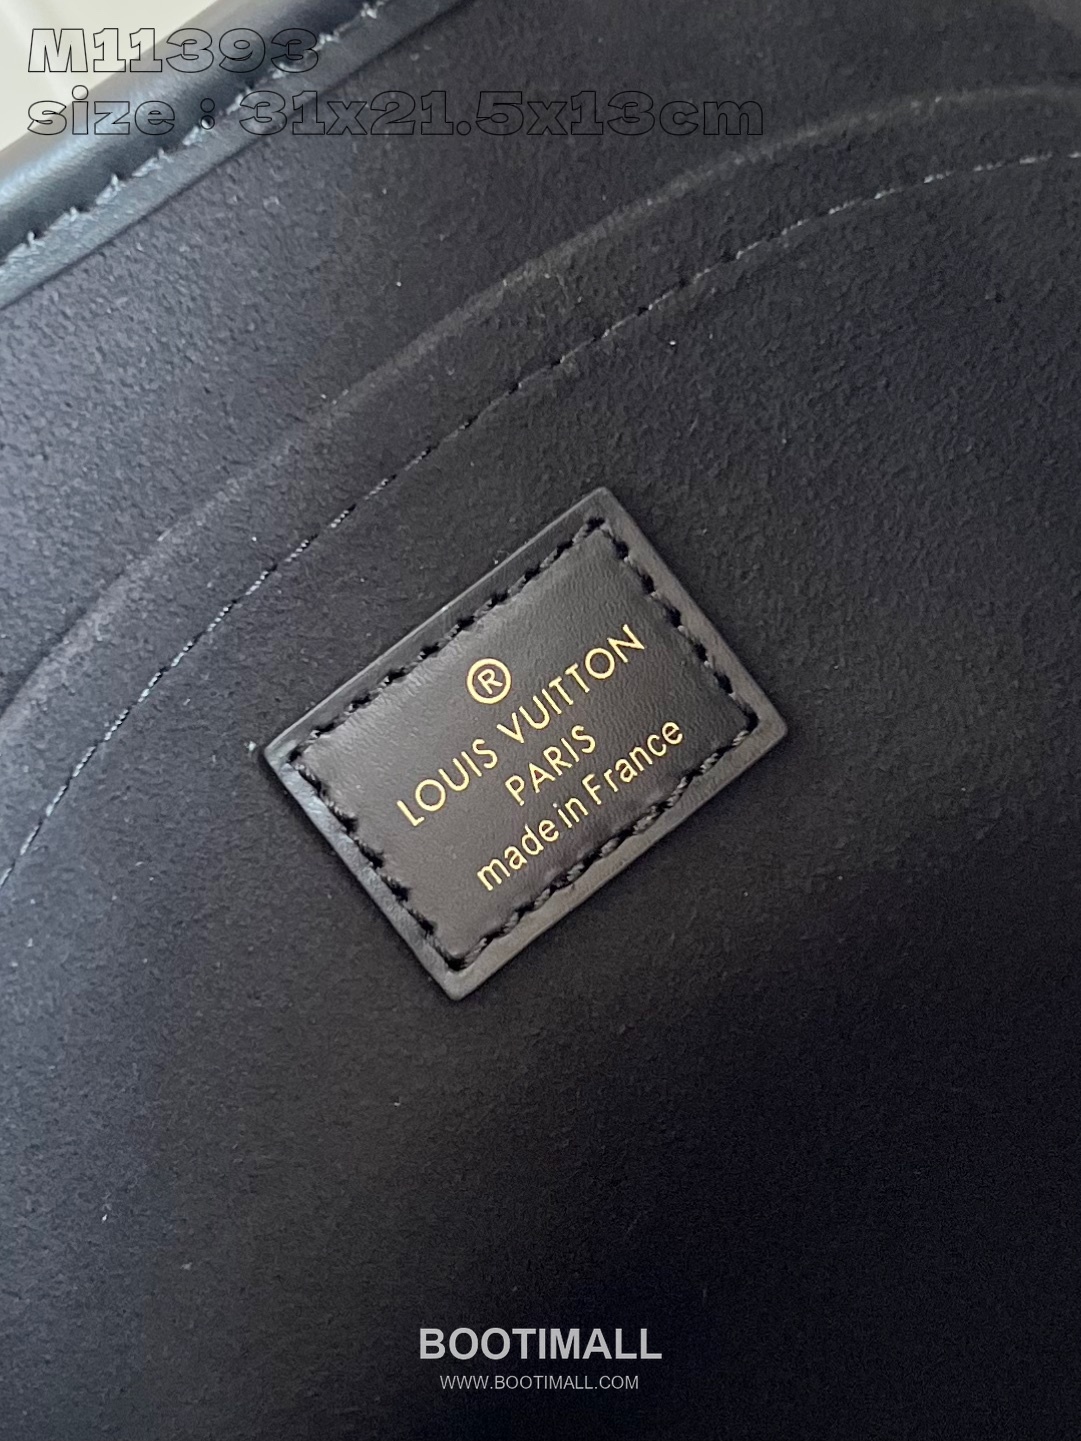 M11393
size : 31x21.5x13cm
®
LOUIS VUITTON
PARIS
made in France
BOOTIMALL
WWW.BOOTIMALL.COM